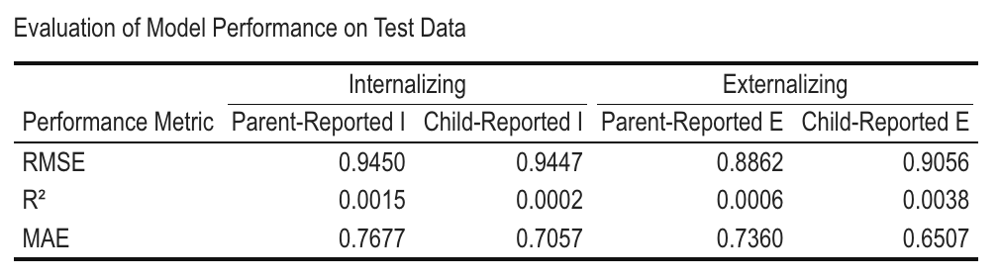 Evaluation of Model Performance on Test Data
Internalizing Externalizing
Performance Metric Parent-Reported I Child-Reported I Parent-Reported E Child-Reported E
RMSE 0.9450 0.9447 0.8862 0.9056
R² 0.0015 0.0002 0.0006 0.0038
MAE 0.7677 0.7057 0.7360 0.6507